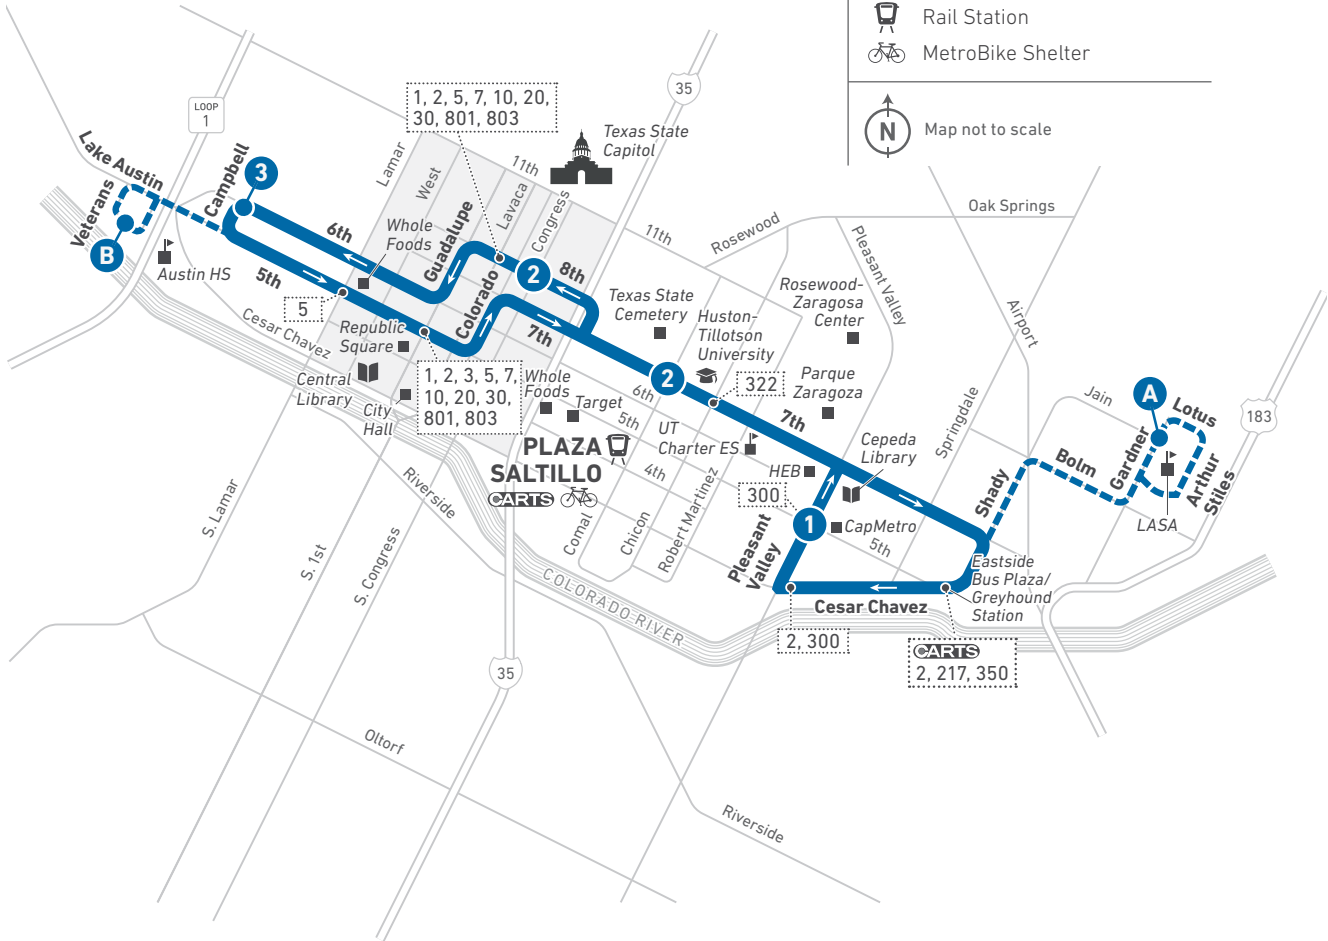 Rail Station
MetroBike Shelter
N
Map not to scale
35
LOOP
1
1, 2, 5, 7, 10, 20,
30, 801, 803
Texas State
Capitol
11th
Lamar
West
Lavaca
Congress
Lake Austin
Campbell
3
Veterans
B
Austin HS
6th
5th
Whole
Foods
Guadalupe
Colorado
2
8th
7th
11th
Rosewood
Oak Springs
Pleasant Valley
Airport
5
Cesar Chavez
Republic
Square
Central
Library
City
Hall
1, 2, 3, 5, 7,
10, 20, 30,
801, 803
Texas State
Cemetery
Huston-
Tillotson
University
Rosewood-
Zaragosa
Center
2
322
Parque
Zaragoza
7th
Whole
Foods
Target
6th
5th
4th
UT
Charter ES
PLAZA
SALTILLO
CARTS
HEB
Cepeda
Library
300
1
CapMetro
5th
Springdale
Jain
A
Lotus
183
Bolm
Gardner
Arthur
Stiles
LASA
Shady
Eastside
Bus Plaza/
Greyhound
Station
Pleasant
Valley
Cesar Chavez
2, 300
CARTS
2, 217, 350
Comal
Chicon
Robert Martinez
COLORADO RIVER
Riverside
S. Lamar
S. 1st
S. Congress
35
Oltorf
Riverside